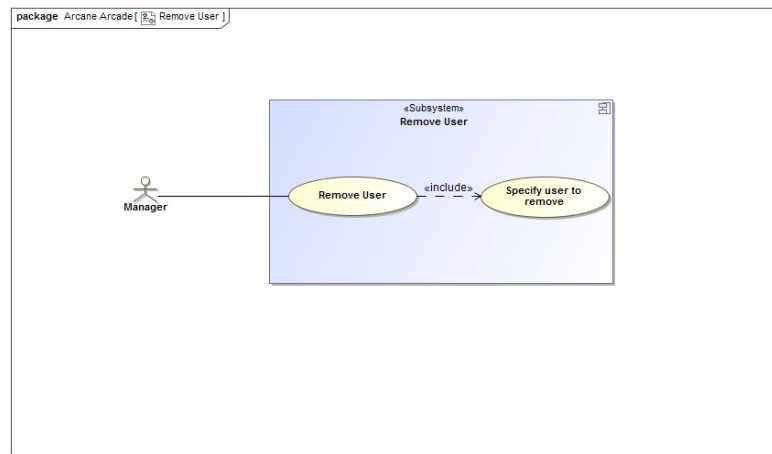 package Arcane Arcade [ Remove User ]
«Subsystem»
Remove User
Manager
Remove User
«include»
Specify user to
remove